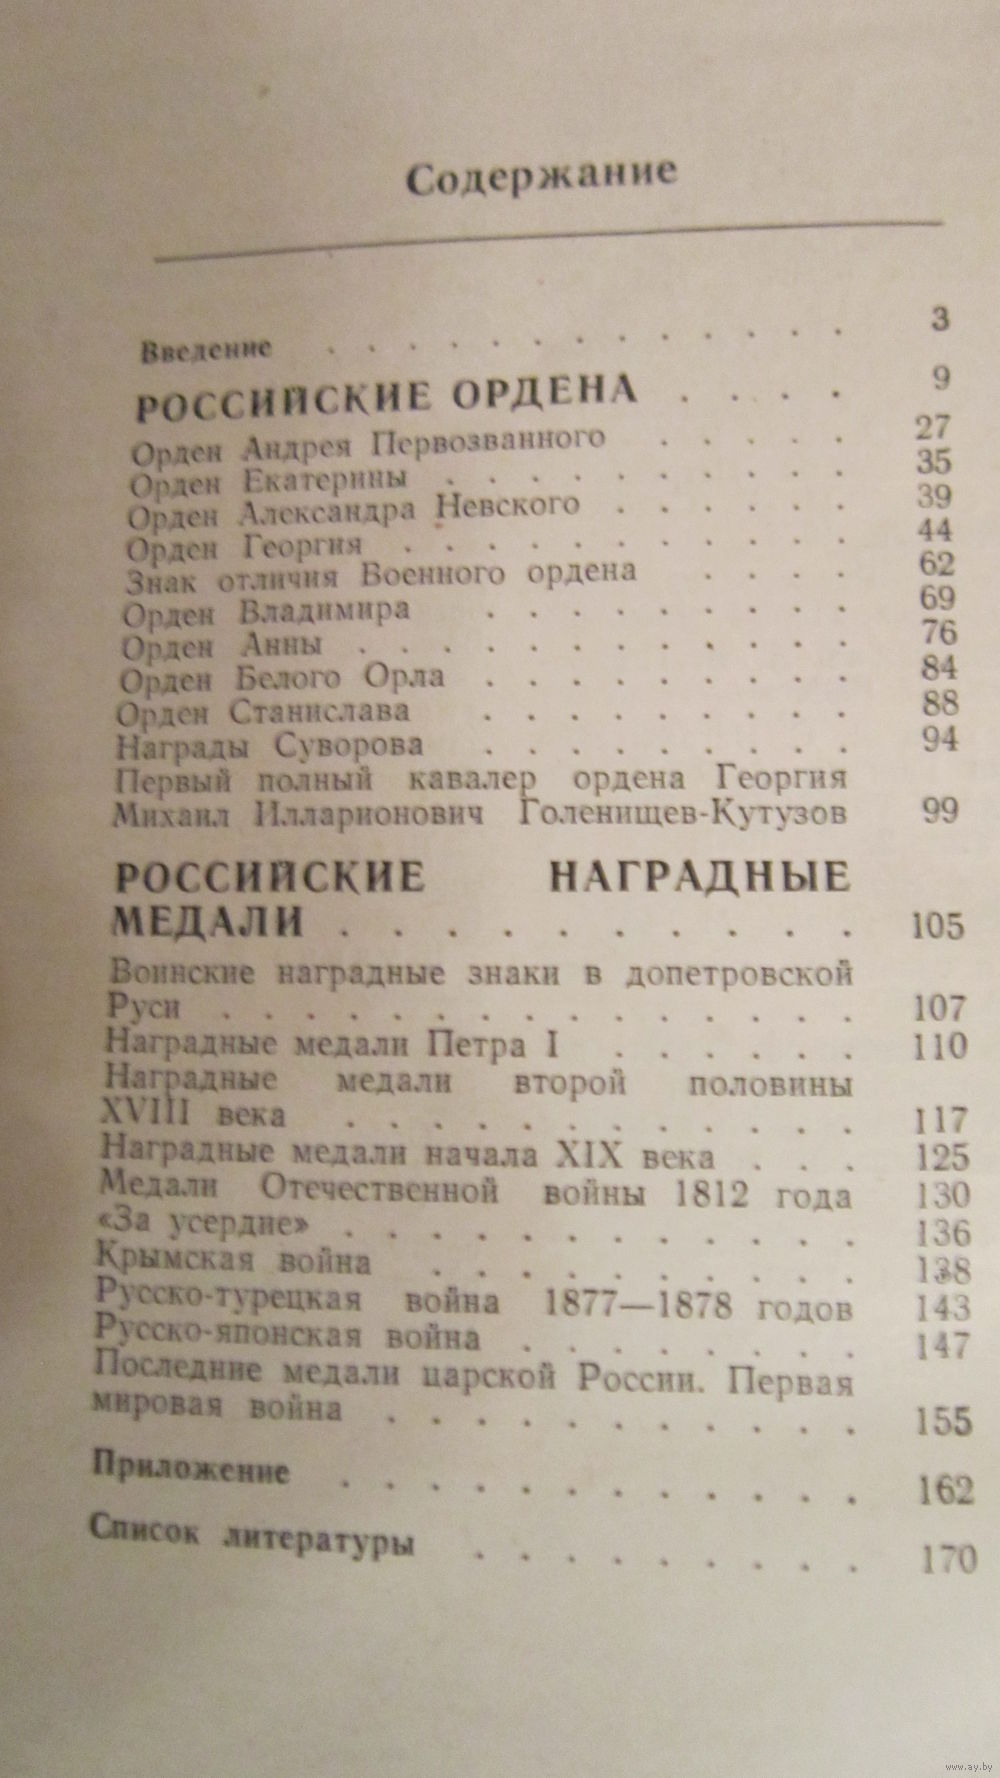 Содержание
Введение . . . . . . . . . . . . . 3
РОССИЙСКИЕ ОРДЕНА . . . . 9
Орден Андрея Первозванного . . . . . 27
Орден Екатерины . . . . . . . . . . 35
Орден Александра Невского . . . . . . 39
Орден Георгия . . . . . . . . . . . 44
Знак отличия Военного ордена . . . . 62
Орден Владимира . . . . . . . . . 69
Орден Анны . . . . . . . . . . . . 76
Орден Белого Орла . . . . . . . . . 84
Орден Станислава . . . . . . . . . 88
Награды Суворова . . . . . . . . . 94
Первый полный кавалер ордена Георгия
Михаил Илларионович Голенищев-Кутузов 99
РОССИЙСКИЕ НАГРАДНЫЕ
МЕДАЛИ . . . . . . . . . . 105
Воинские наградные знаки в допетровской
Руси . . . . . . . . . . . . . . . 107
Наградные медали Петра I . . . . . . 110
Наградные медали второй половины
XVIII века . . . . . . . . . . . . 117
Наградные медали начала XIX века . . . 125
Медали Отечественной войны 1812 года 130
«За усердие» . . . . . . . . . . . . 136
Крымская война . . . . . . . . . . 138
Русско-турецкая война 1877—1878 годов 143
Русско-японская война . . . . . . . . 147
Последние медали царской России. Первая
мировая война . . . . . . . . . . . 155
Приложение . . . . . . . . . . . . 162
Список литературы . . . . . . . . . 170
www.ay.by